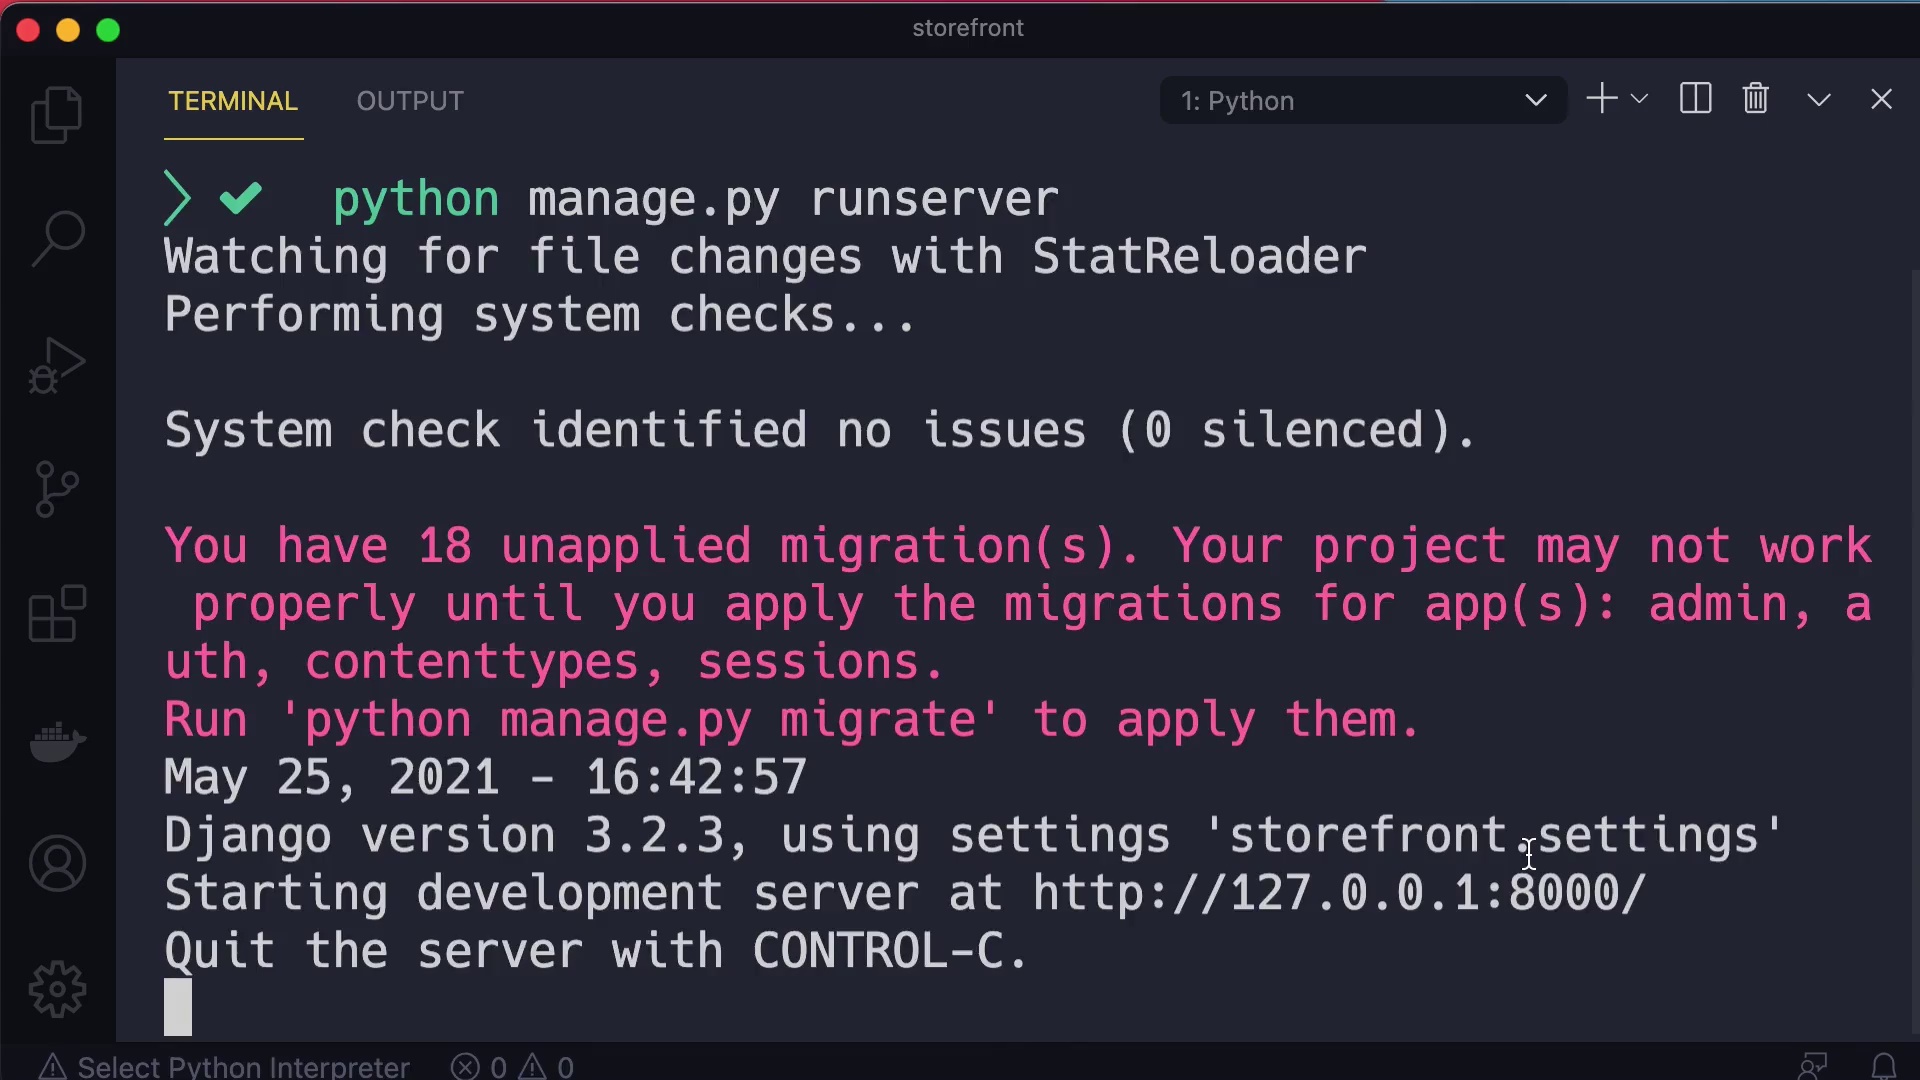 storefront
TERMINAL OUTPUT 1: Python
python manage.py runserver
Watching for file changes with StatReloader
Performing system checks...
System check identified no issues (0 silenced).
You have 18 unapplied migration(s). Your project may not work
properly until you apply the migrations for app(s): admin, a
uth, contenttypes, sessions.
Run 'python manage.py migrate' to apply them.
May 25, 2021 - 16:42:57
Django version 3.2.3, using settings 'storefront.settings'
Starting development server at http://127.0.0.1:8000/
Quit the server with CONTROL-C.
Select Python Interpreter 0 0